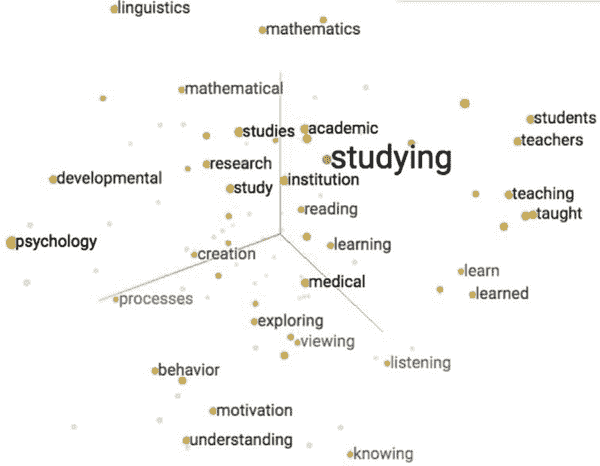 linguistics
mathematics
mathematical
studies
academic
students
teachers
studying
research
developmental
study
institution
teaching
reading
taught
psychology
learning
creation
learn
medical
processes
learned
exploring
viewing
listening
behavior
motivation
understanding
knowing